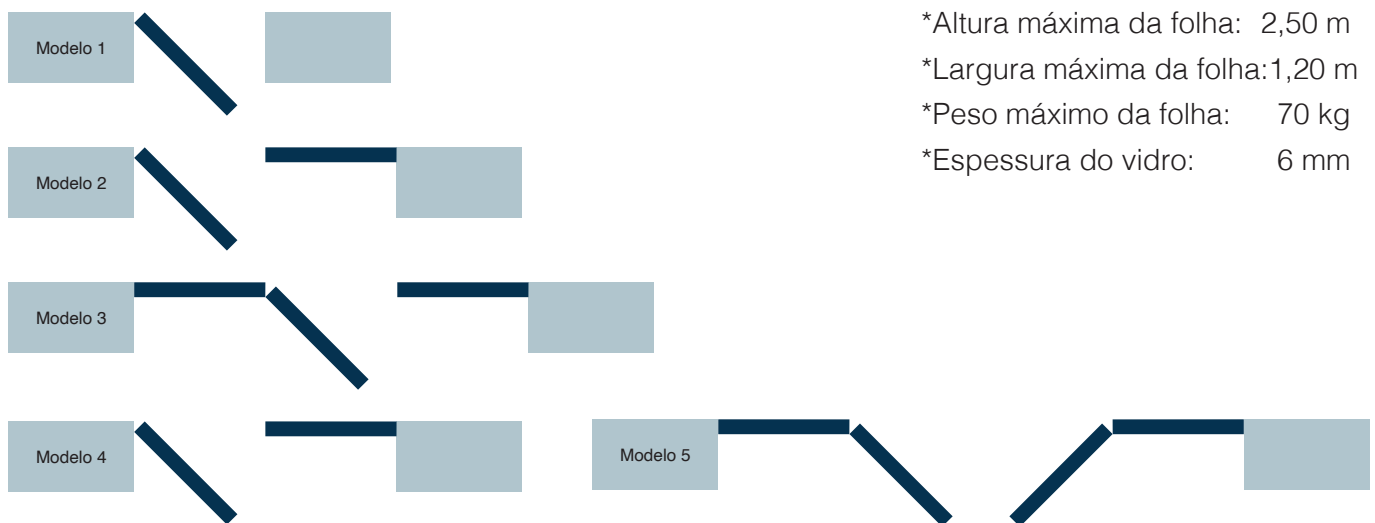 *Altura máxima da folha: 2,50 m
*Largura máxima da folha:1,20 m
*Peso máximo da folha: 70 kg
*Espessura do vidro: 6 mm
Modelo 1
Modelo 2
Modelo 3
Modelo 4
Modelo 5